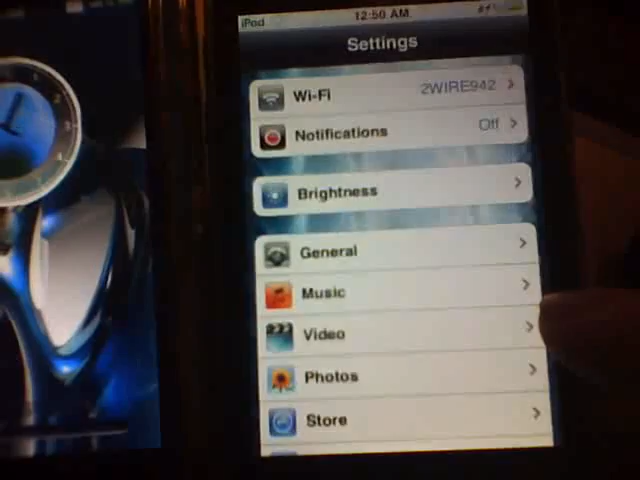 iPod 12:50 AM
Settings
Wi-Fi 2WIRE942
Notifications Off
Brightness
General
Music
Video
Photos
Store